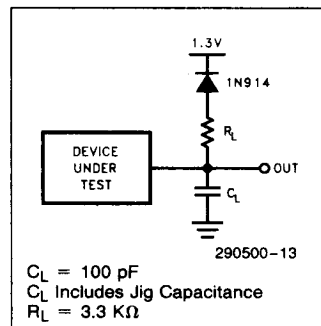 1.3V
1N914
R_L
DEVICE
UNDER
TEST
OUT
C_L
290500-13
C_L = 100 pF
C_L Includes Jig Capacitance
R_L = 3.3 KΩ